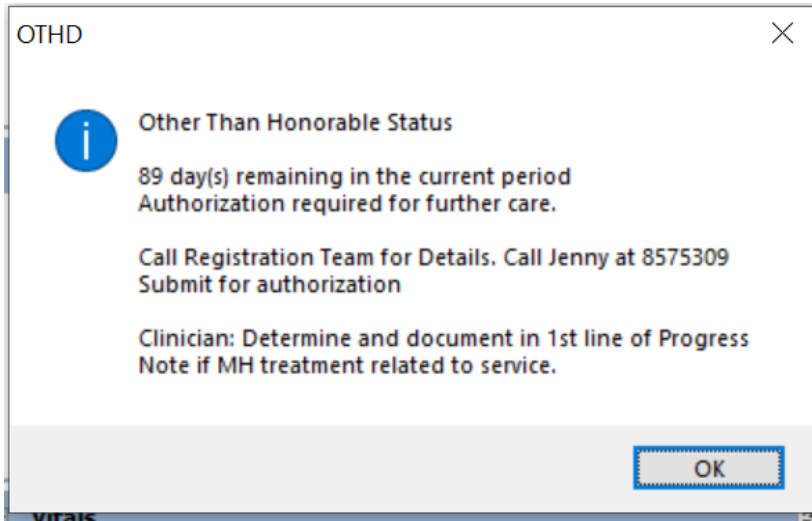 OTHD
Other Than Honorable Status
89 day(s) remaining in the current period
Authorization required for further care.
Call Registration Team for Details. Call Jenny at 8575309
Submit for authorization
Clinician: Determine and document in 1st line of Progress
Note if MH treatment related to service.
OK
Vitals